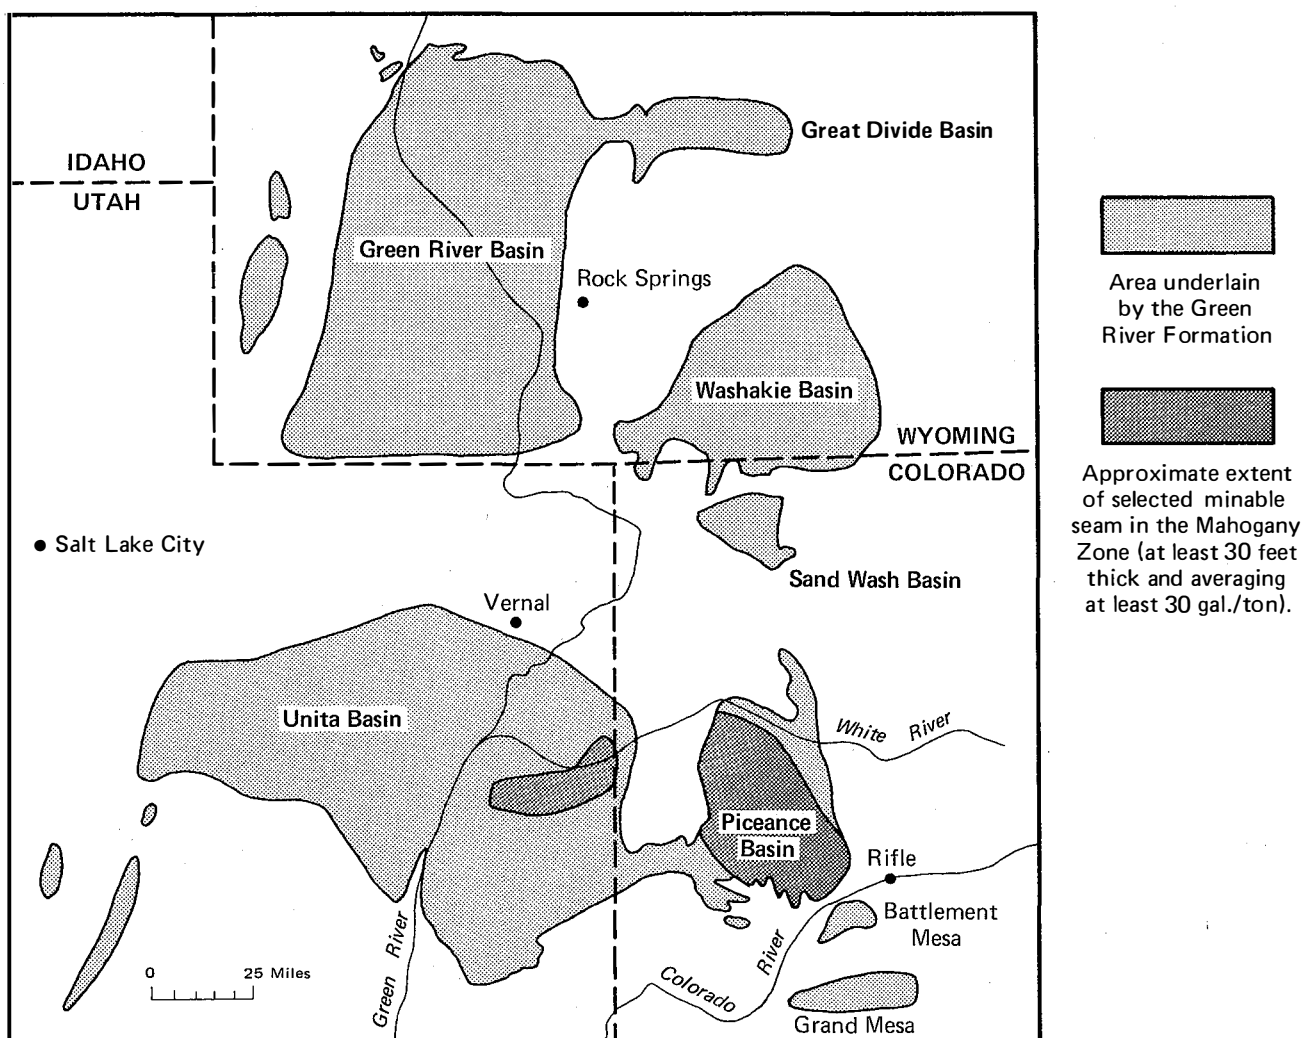 IDAHO
UTAH
Great Divide Basin
Green River Basin
Rock Springs
Washakie Basin
WYOMING
COLORADO
Salt Lake City
Sand Wash Basin
Vernal
Unita Basin
White River
Piceance
Basin
Rifle
Battlement
Mesa
Green River
Colorado River
Grand Mesa
0 25 Miles
Area underlain
by the Green
River Formation
Approximate extent
of selected minable
seam in the Mahogany
Zone (at least 30 feet
thick and averaging
at least 30 gal./ton).